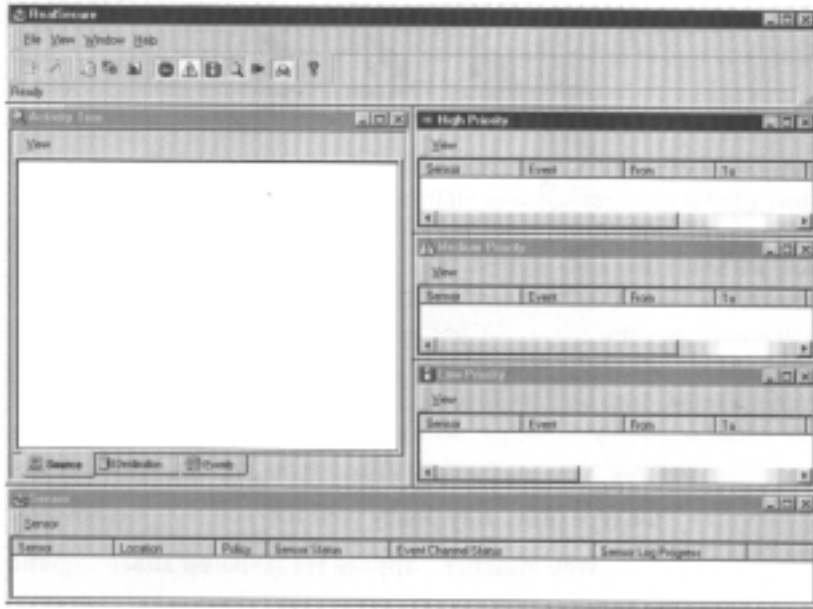 RealSecure
File View Window Help
Ready
Activity Tree
View
Source Destination Events
High Priority
View
Sensor Event From To
Medium Priority
View
Sensor Event From To
Low Priority
View
Sensor Event From To
Sensor
Sensor
Sensor Location Policy Sensor Status Event Channel Status Sensor Log Progress